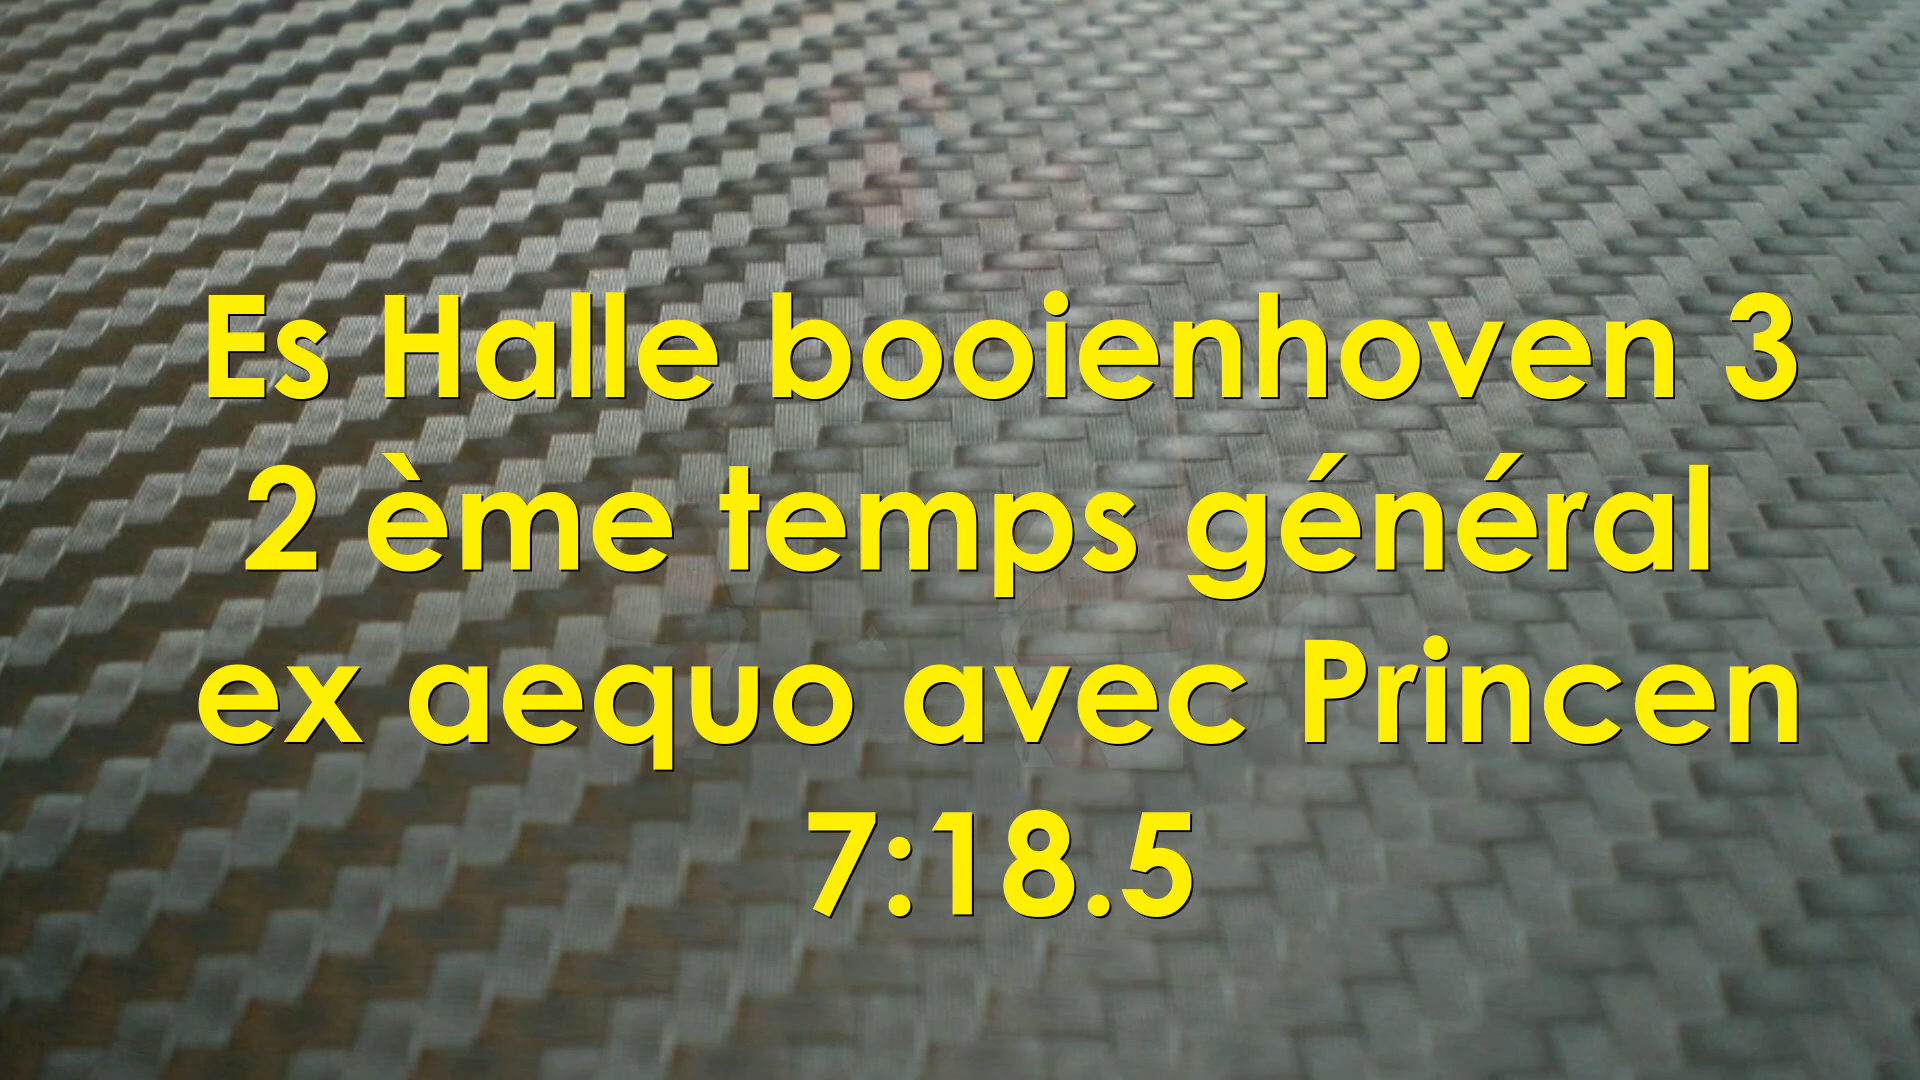 Es Halle booienhoven 3
2 ème temps général
ex aequo avec Princen
7:18.5